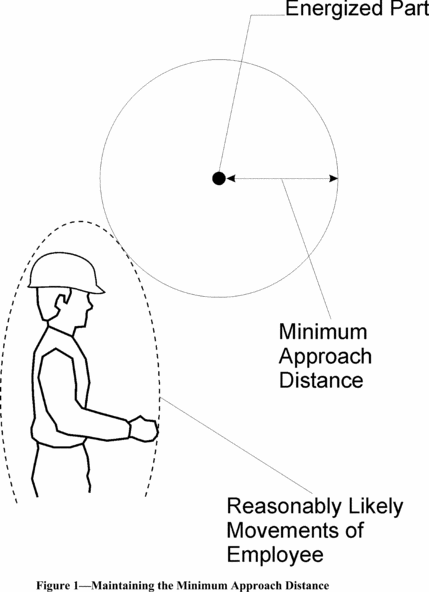 Energized Part
Minimum
Approach
Distance
Reasonably Likely
Movements of
Employee
Figure 1—Maintaining the Minimum Approach Distance